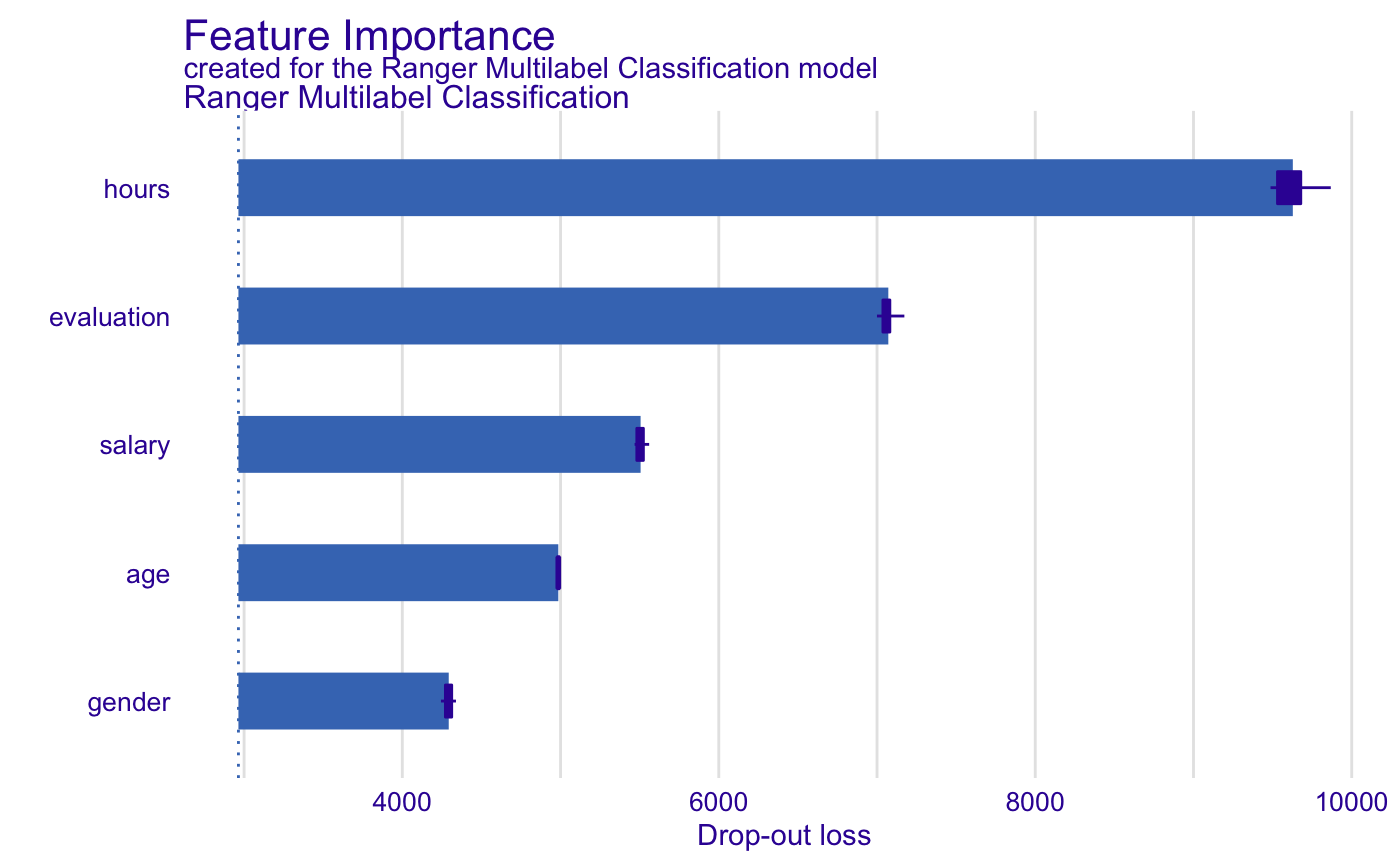 Feature Importance
created for the Ranger Multilabel Classification model
Ranger Multilabel Classification
hours
evaluation
salary
age
gender
4000 6000 8000 10000
Drop-out loss